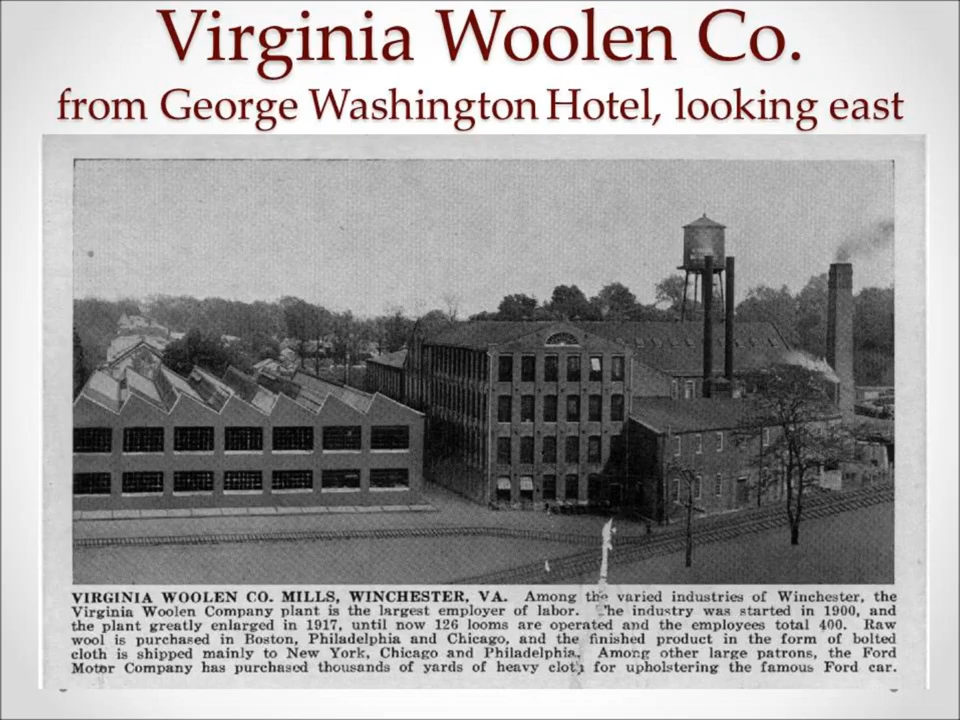 Virginia Woolen Co.
from George Washington Hotel, looking east
VIRGINIA WOOLEN CO. MILLS, WINCHESTER, VA. Among the varied industries of Winchester, the
Virginia Woolen Company plant is the largest employer of labor. The industry was started in 1900, and
the plant greatly enlarged in 1917, until now 126 looms are operated and the employees total 400. Raw
wool is purchased in Boston, Philadelphia and Chicago, and the finished product in the form of bolted
cloth is shipped mainly to New York, Chicago and Philadelphia. Among other large patrons, the Ford
Motor Company has purchased thousands of yards of heavy cloth for upholstering the famous Ford car.